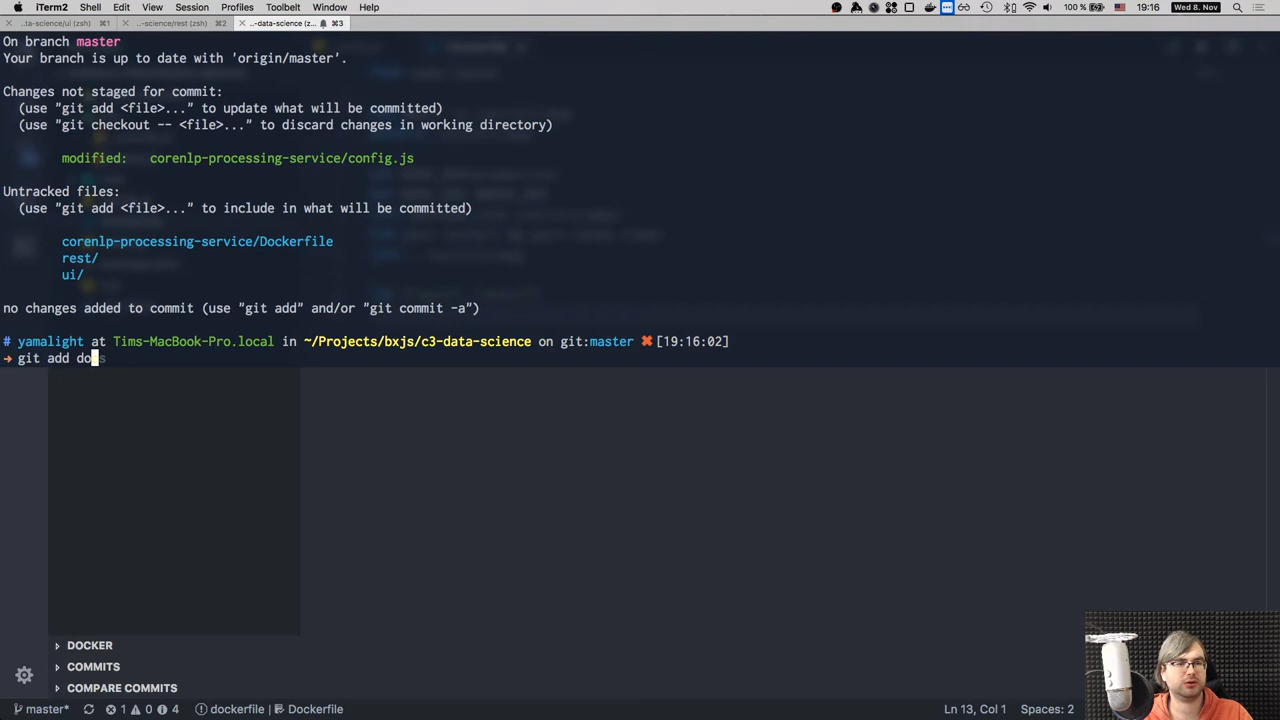 iTerm2 Shell Edit View Session Profiles Toolbelt Window Help 100 % Wed 8. Nov 19:16
..ta-science/ui (zsh) ⌘1 ..-science/rest (zsh) ⌘2 ..-data-science (z... ⌘3
On branch master
Your branch is up to date with 'origin/master'.
Changes not staged for commit:
(use "git add <file>..." to update what will be committed)
(use "git checkout -- <file>..." to discard changes in working directory)
modified: corenlp-processing-service/config.js
Untracked files:
(use "git add <file>..." to include in what will be committed)
corenlp-processing-service/Dockerfile
rest/
ui/
no changes added to commit (use "git add" and/or "git commit -a")
# yamalight at Tims-MacBook-Pro.local in ~/Projects/bxjs/c3-data-science on git:master ✖ [19:16:02]
➜ git add do s
DOCKER
COMMITS
COMPARE COMMITS
master* 1 0 4 dockerfile | Dockerfile Ln 13, Col 1 Spaces: 2